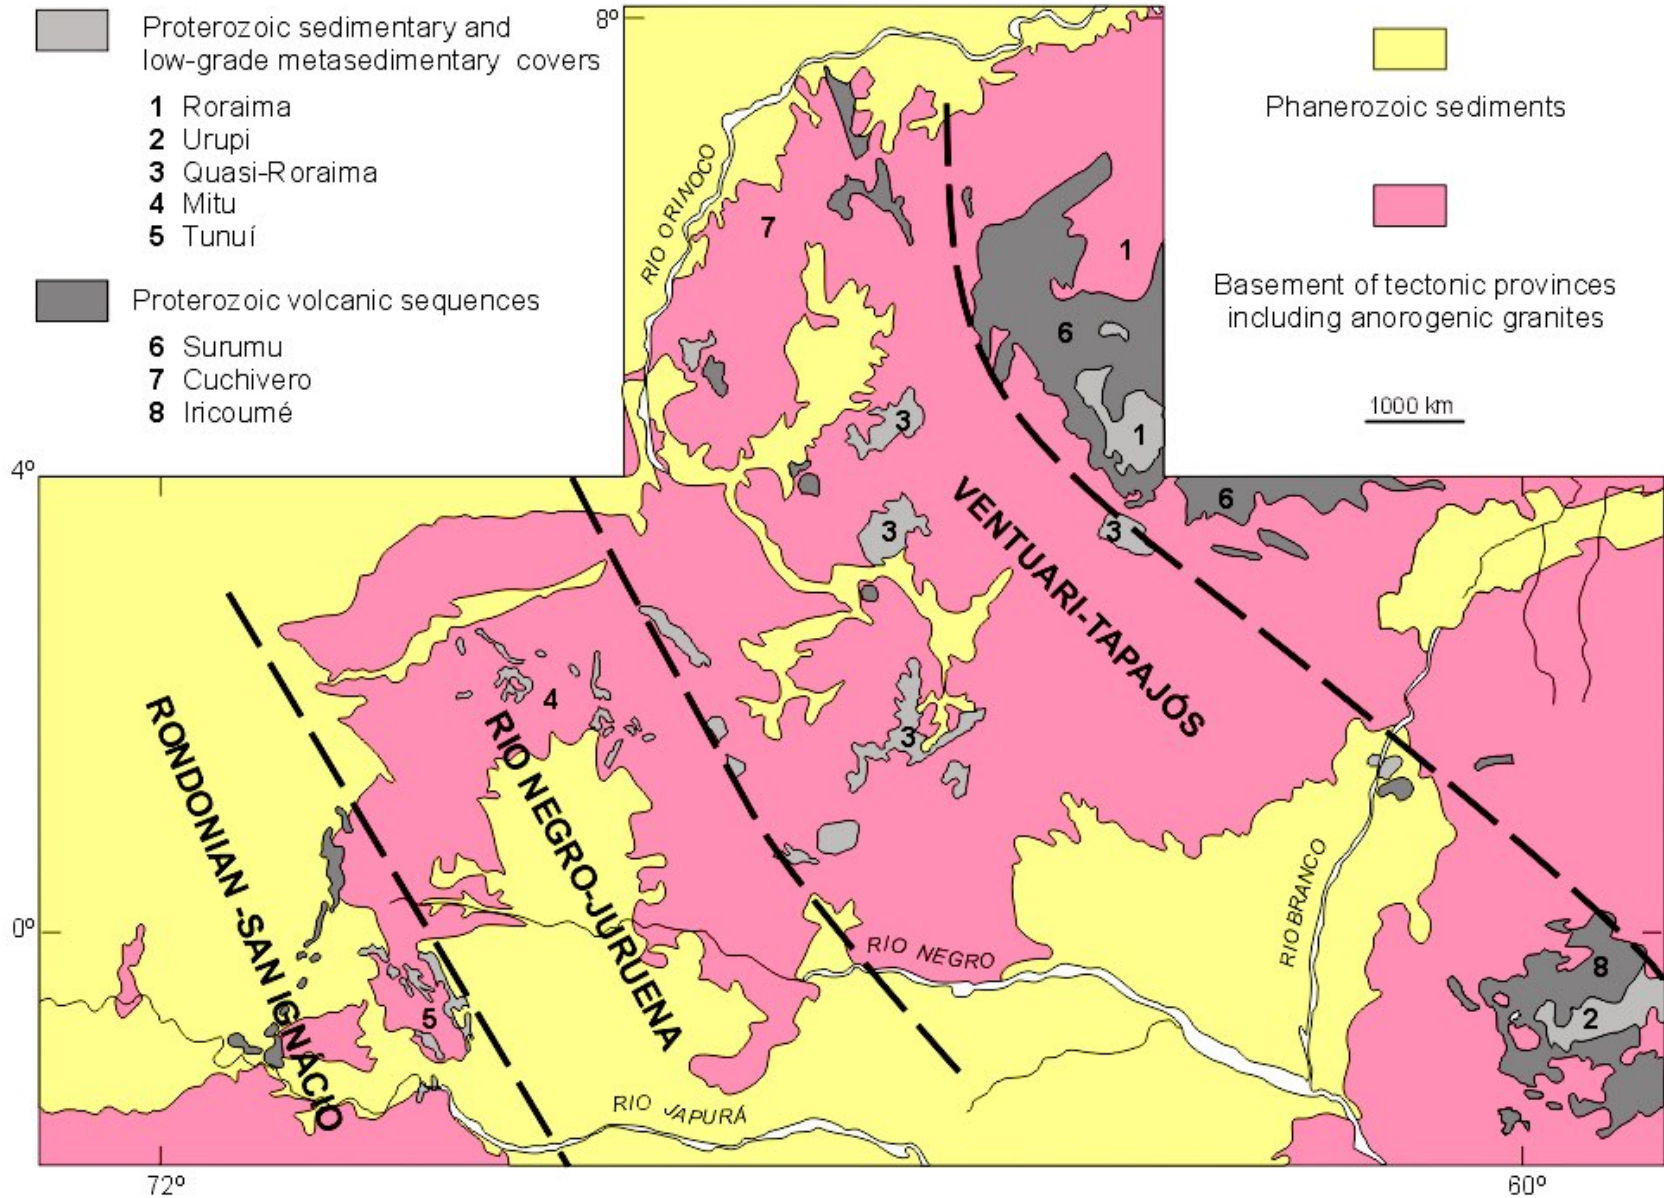 Proterozoic sedimentary and
low-grade metasedimentary covers
1 Roraima
2 Urupi
3 Quasi-Roraima
4 Mitu
5 Tunuí
Proterozoic volcanic sequences
6 Surumu
7 Cuchivero
8 Iricoumé
Phanerozoic sediments
Basement of tectonic provinces
including anorogenic granites
1000 km
8º
4º
0º
72º
60º
RIO ORINOCO
7
1
6
1
3
6
3
3
VENTUARI-TAPAJÓS
4
RIO NEGRO-JURUENA
3
RONDONIAN -SAN IGNÁCIO
RIO BRANCO
RIO NEGRO
8
2
5
RIO JAPURÁ